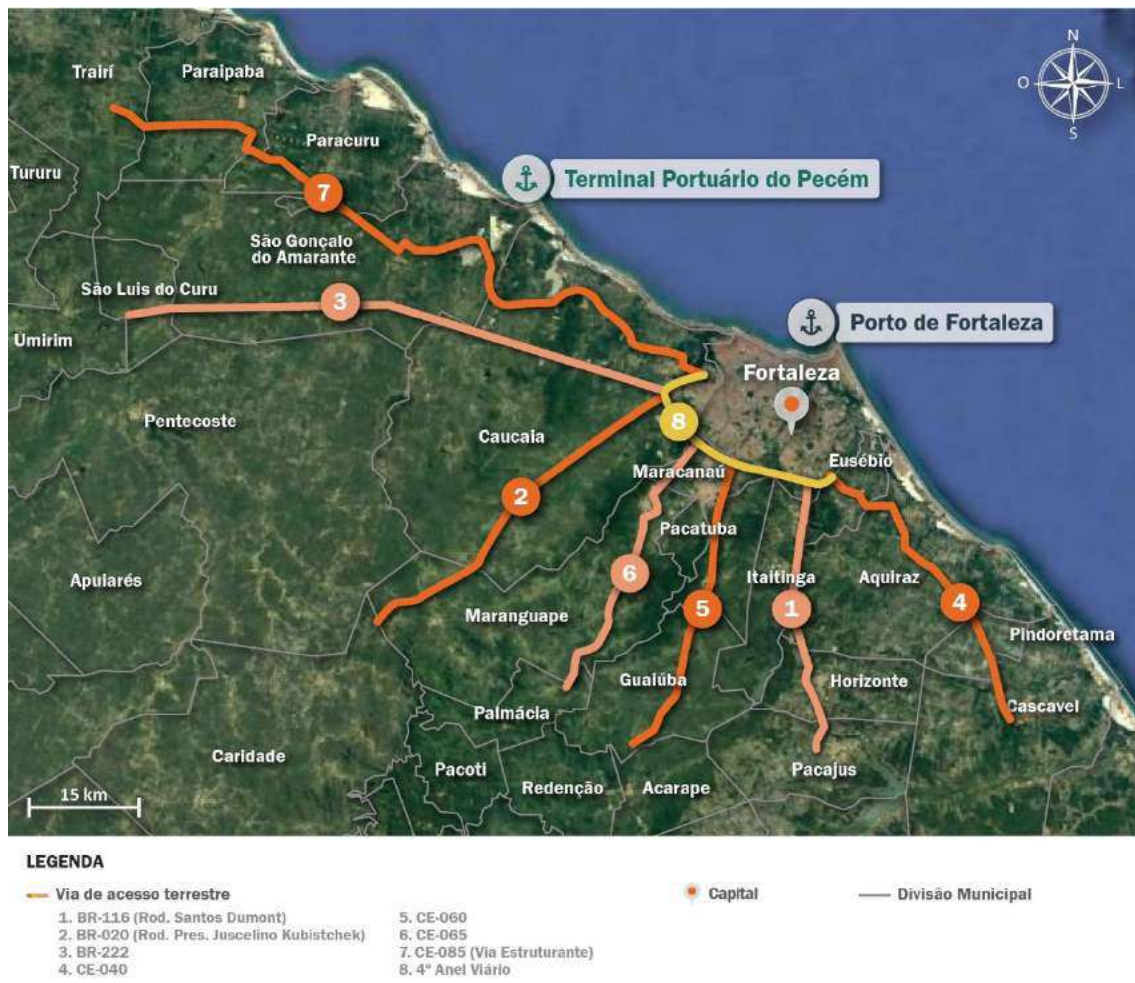 N
O
L
S
Trairí
Paraipaba
Paracuru
Tururu
Terminal Portuário do Pecém
7
São Gonçalo
do Amarante
São Luis do Curu
3
Umirim
Porto de Fortaleza
Fortaleza
Pentecoste
Caucaia
8
Maracanaú
Eusébio
2
Pacatuba
Apularés
6
Itaitinga
Aquiraz
Maranguape
5
1
4
Pindoretama
Gualúba
Horizonte
Cascavel
Palmácia
Caridade
Pacoti
Redenção
Acarape
Pacajus
15 km
LEGENDA
Via de acesso terrestre
1. BR-116 (Rod. Santos Dumont)
2. BR-020 (Rod. Pres. Juscelino Kubistchek)
3. BR-222
4. CE-040
5. CE-060
6. CE-065
7. CE-085 (Via Estruturante)
8. 4º Anel Viário
Capital
Divisão Municipal